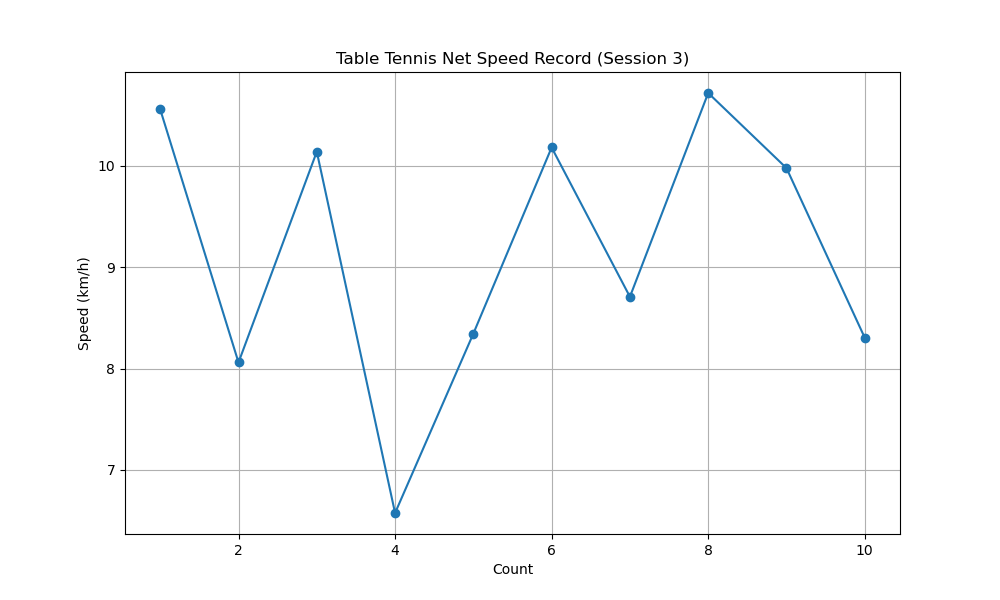 Table Tennis Net Speed Record (Session 3)
10
9
8
7
Speed (km/h)
2 4 6 8 10
Count